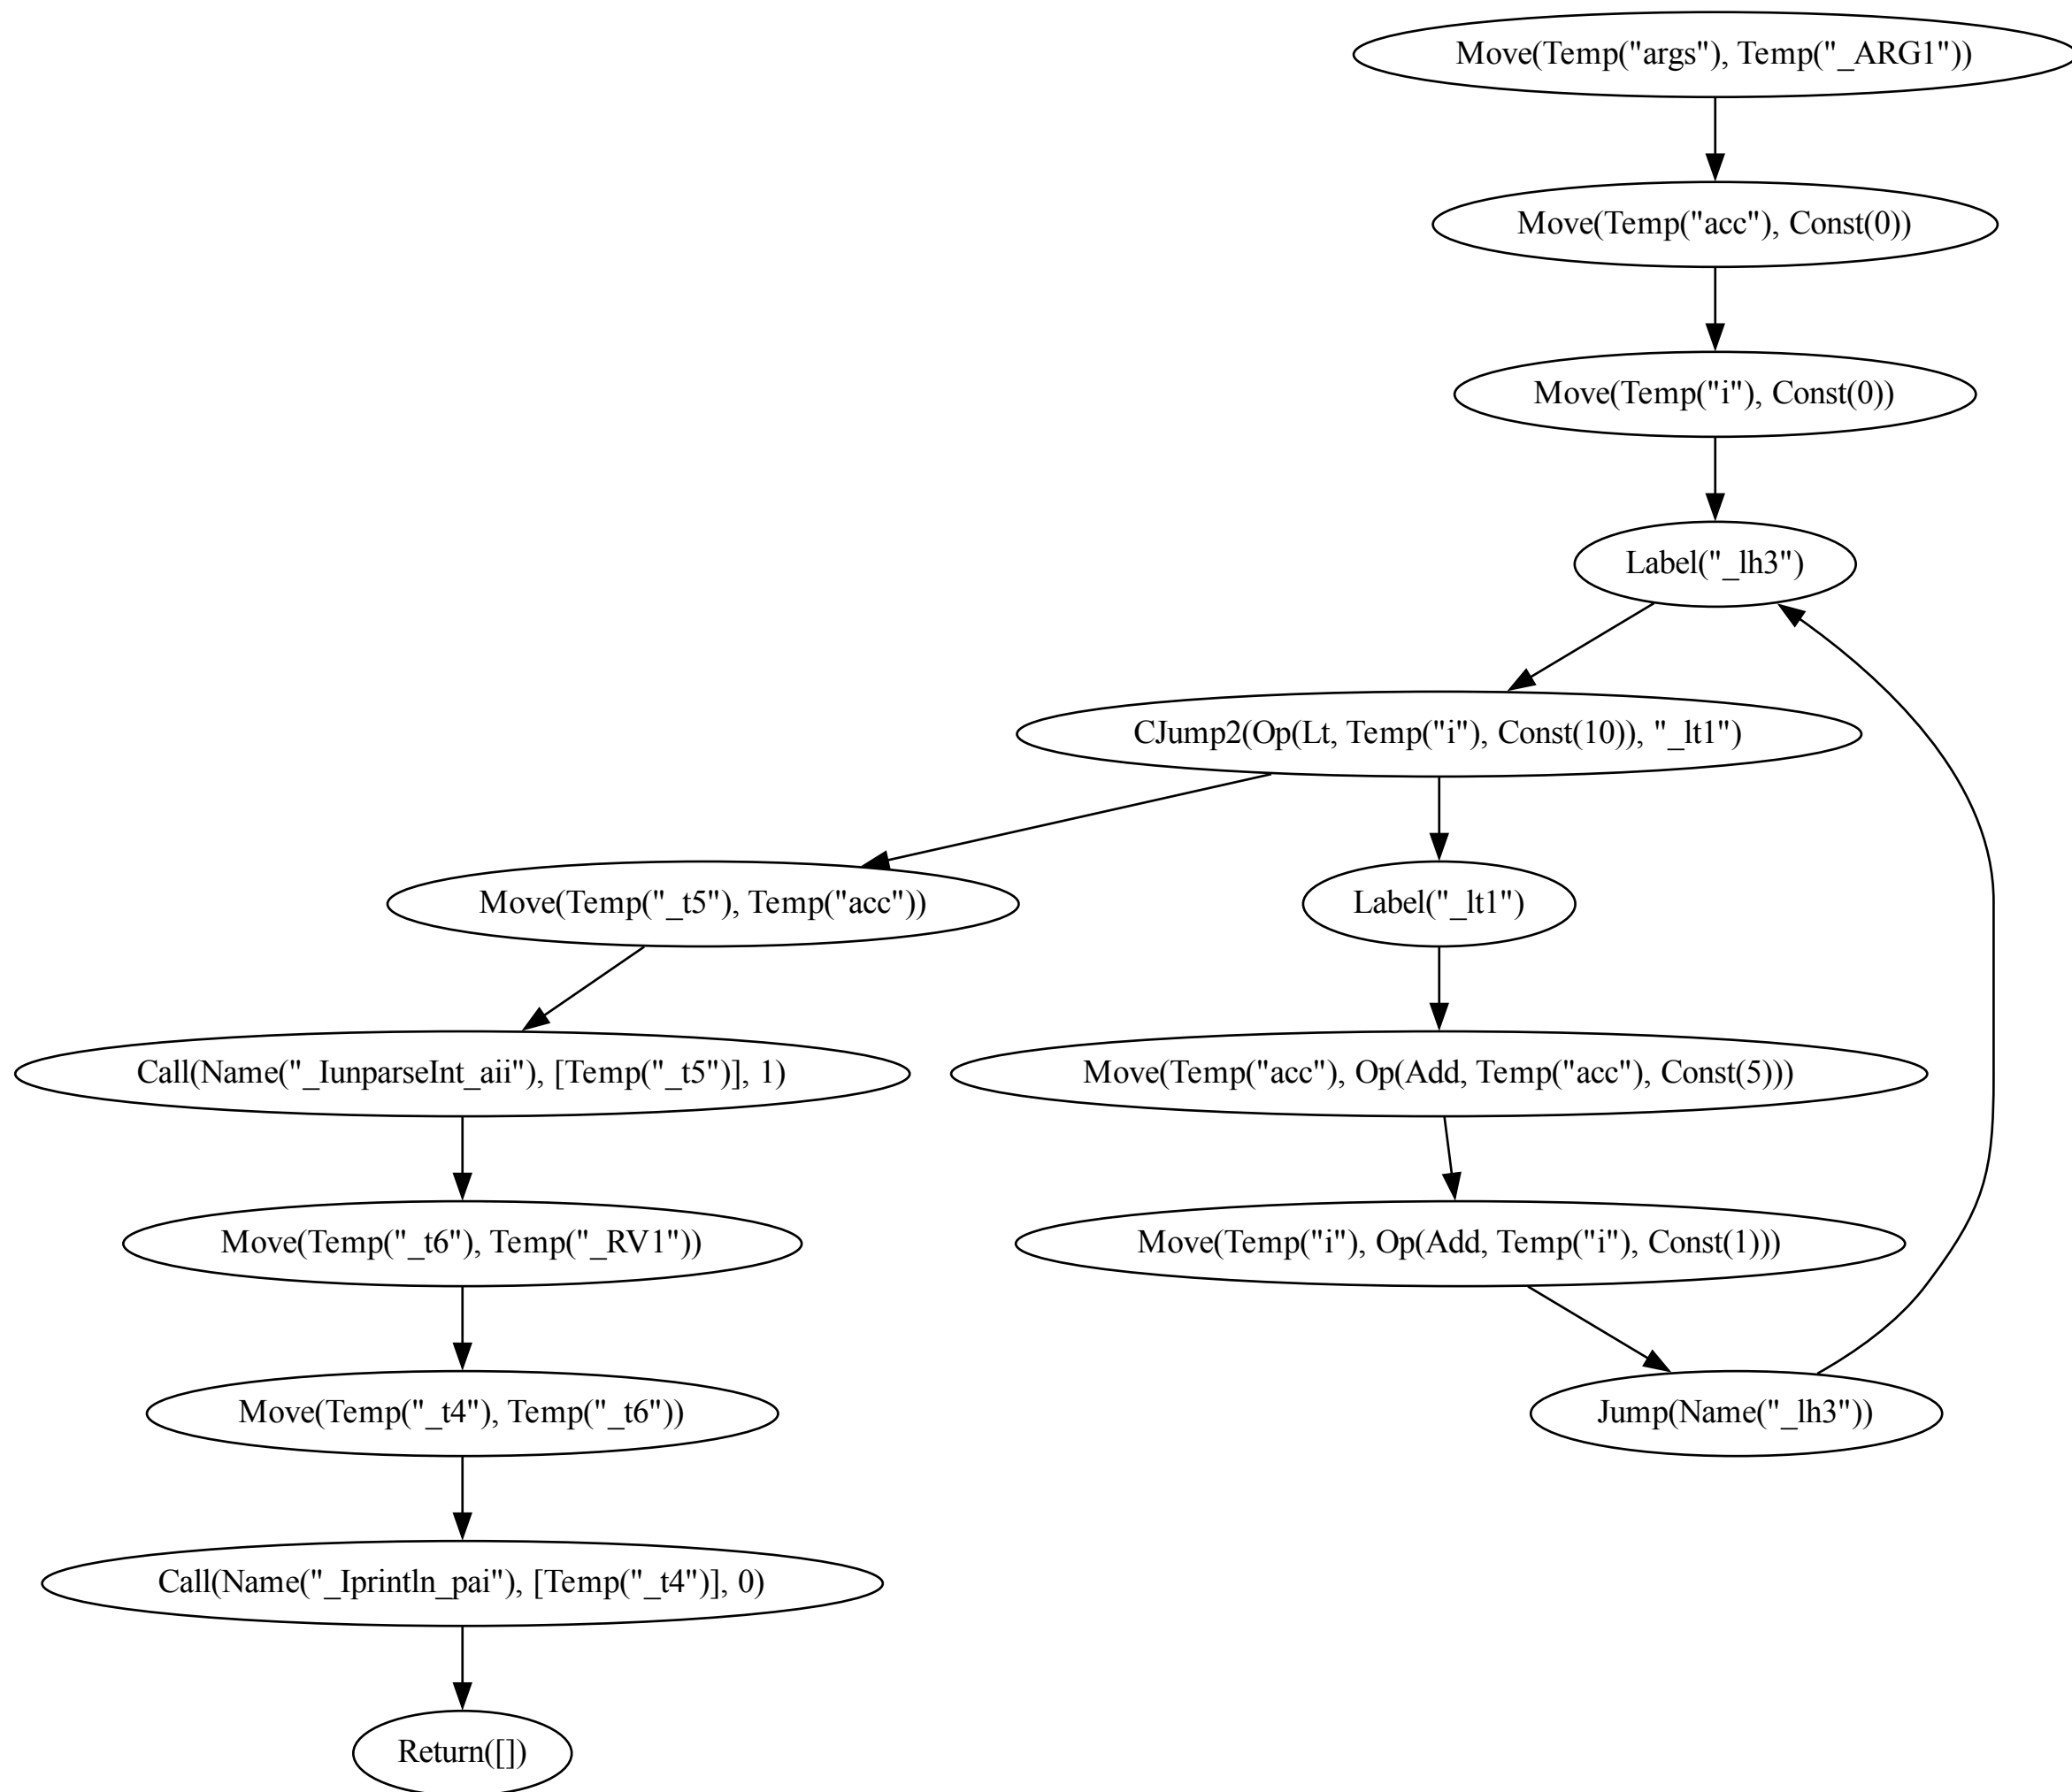 Move(Temp("args"), Temp("_ARG1"))
Move(Temp("acc"), Const(0))
Move(Temp("i"), Const(0))
Label("_lh3")
CJump2(Op(Lt, Temp("i"), Const(10)), "_lt1")
Move(Temp("_t5"), Temp("acc"))
Label("_lt1")
Call(Name("_IunparseInt_aii"), [Temp("_t5")], 1)
Move(Temp("acc"), Op(Add, Temp("acc"), Const(5)))
Move(Temp("_t6"), Temp("_RV1"))
Move(Temp("i"), Op(Add, Temp("i"), Const(1)))
Move(Temp("_t4"), Temp("_t6"))
Jump(Name("_lh3"))
Call(Name("_Iprintln_pai"), [Temp("_t4")], 0)
Return([])